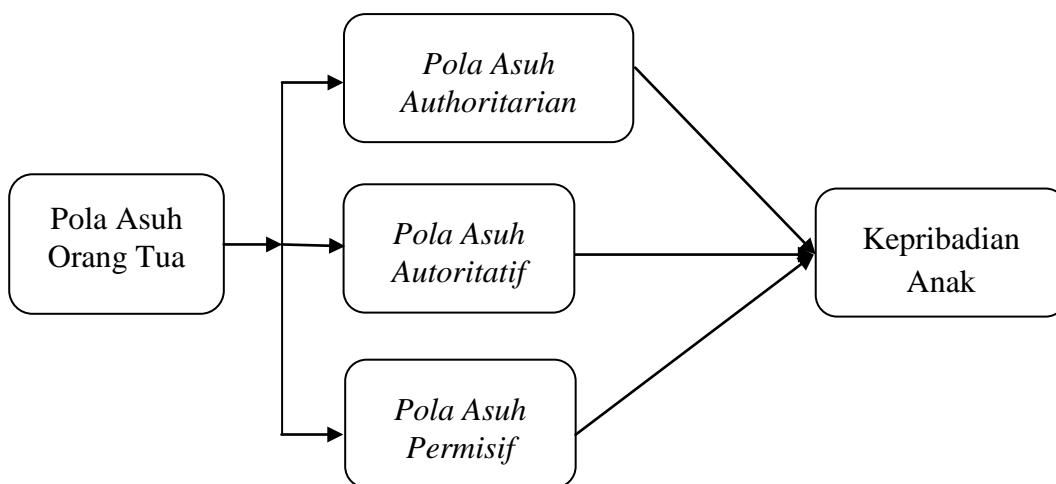 Pola Asuh
Orang Tua
Pola Asuh
Authoritarian
Pola Asuh
Autoritatif
Pola Asuh
Permisif
Kepribadian
Anak